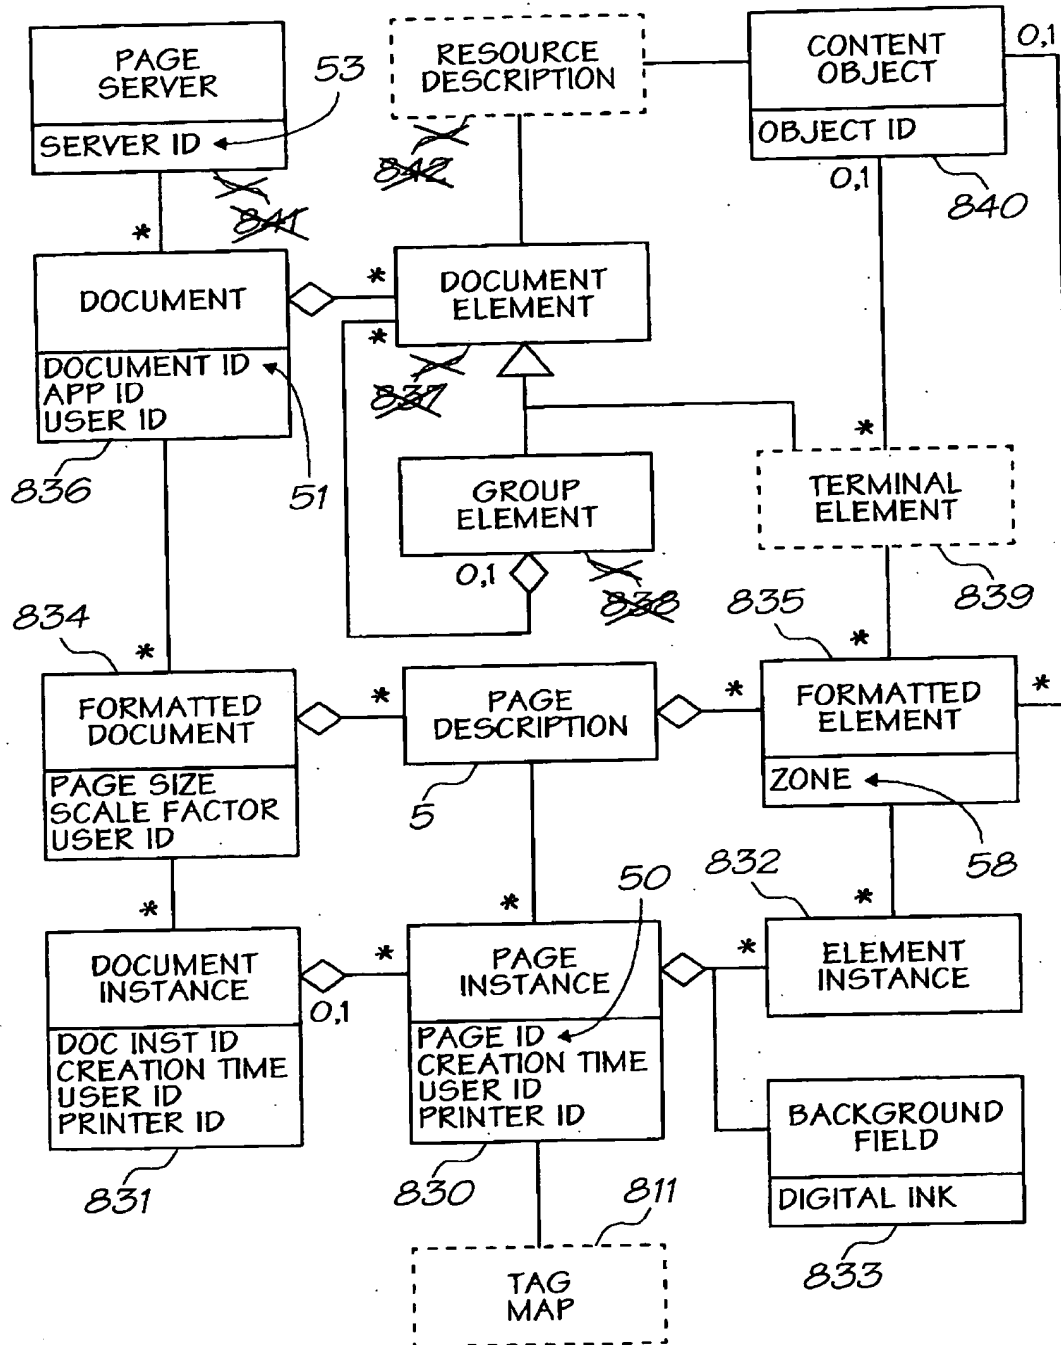 PAGE
SERVER
SERVER ID
53
841
*
RESOURCE
DESCRIPTION
842
CONTENT
OBJECT
OBJECT ID
0,1
0,1
840
DOCUMENT
DOCUMENT ID
APP ID
USER ID
836
51
*
*
DOCUMENT
ELEMENT
837
GROUP
ELEMENT
0,1
838
*
TERMINAL
ELEMENT
839
834
*
FORMATTED
DOCUMENT
PAGE SIZE
SCALE FACTOR
USER ID
*
PAGE
DESCRIPTION
5
835
*
*
*
FORMATTED
ELEMENT
ZONE
58
*
DOCUMENT
INSTANCE
0,1
DOC INST ID
CREATION TIME
USER ID
PRINTER ID
831
50
*
*
PAGE
INSTANCE
PAGE ID
CREATION TIME
USER ID
PRINTER ID
830
832
*
*
ELEMENT
INSTANCE
BACKGROUND
FIELD
DIGITAL INK
833
811
TAG
MAP